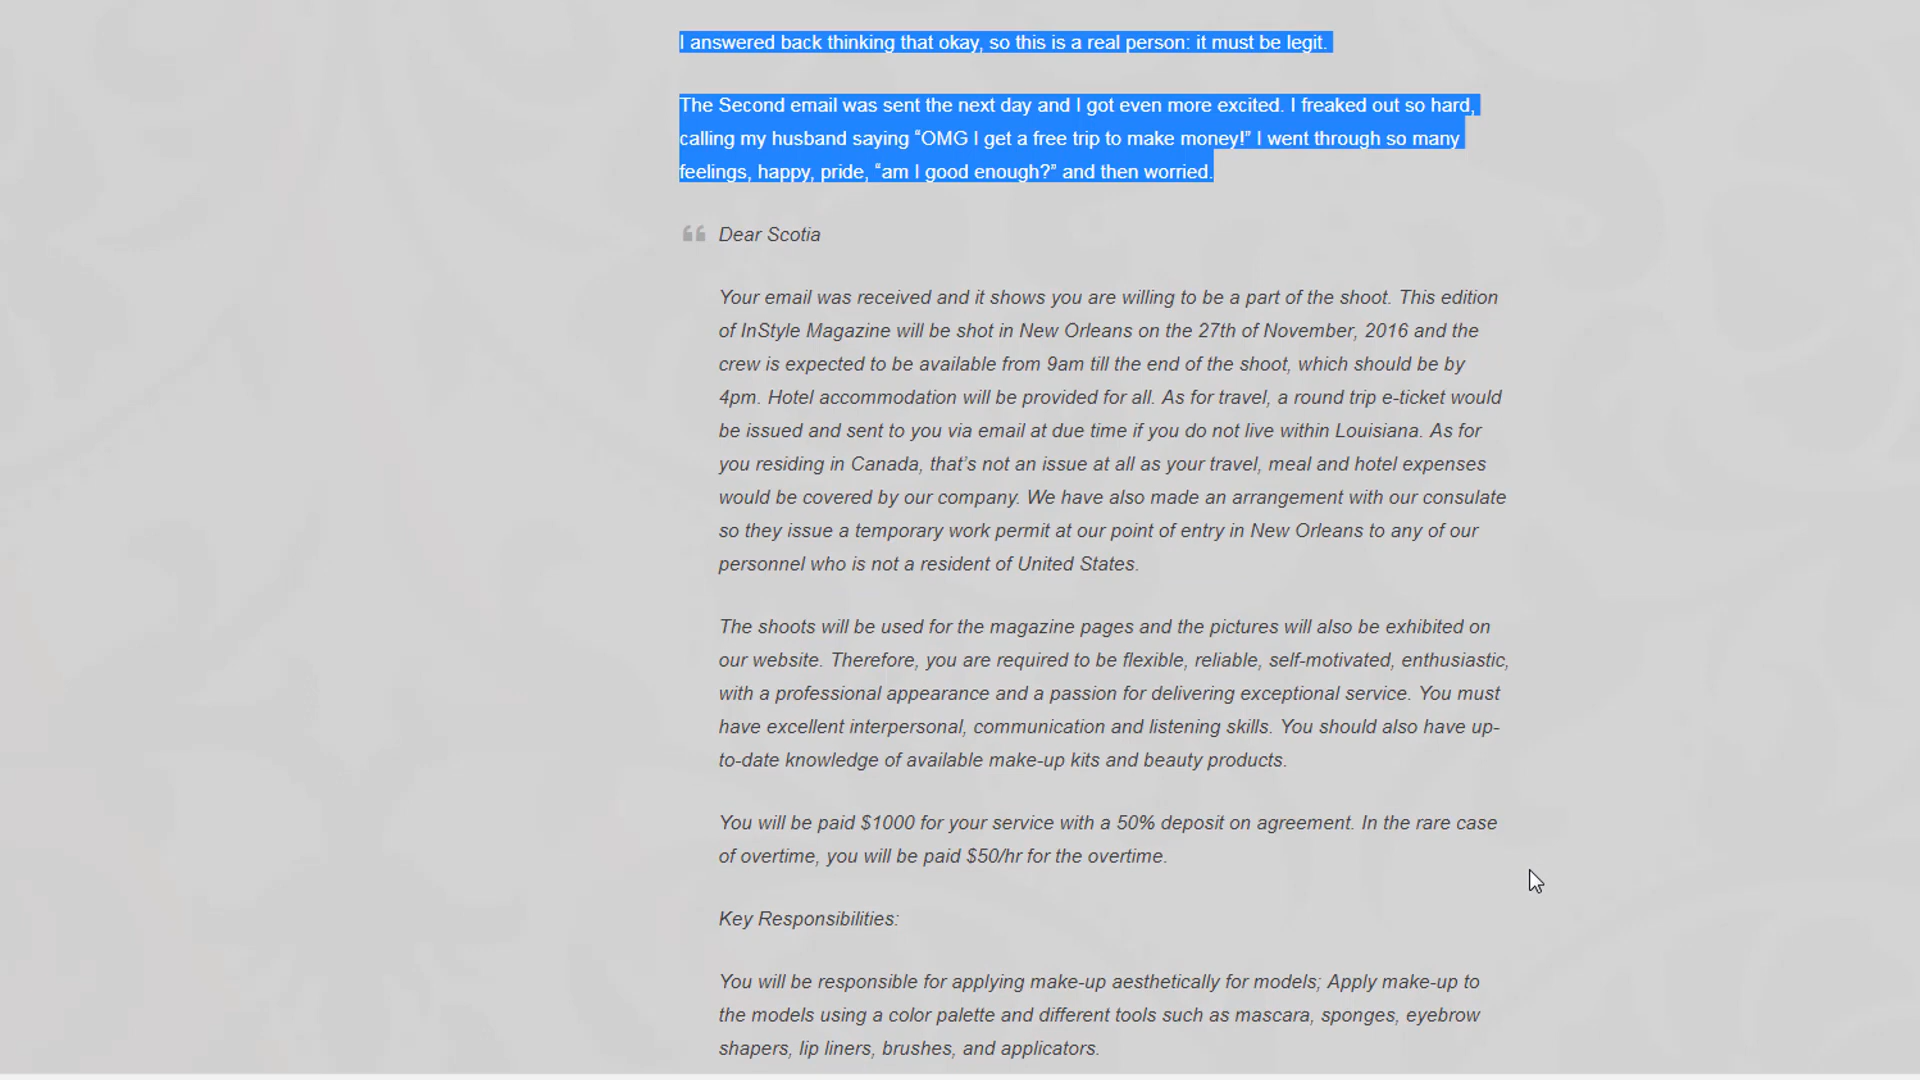 I answered back thinking that okay, so this is a real person: it must be legit.
The Second email was sent the next day and I got even more excited. I freaked out so hard,
calling my husband saying “OMG I get a free trip to make money!” I went through so many
feelings, happy, pride, “am I good enough?” and then worried.
Dear Scotia
Your email was received and it shows you are willing to be a part of the shoot. This edition
of InStyle Magazine will be shot in New Orleans on the 27th of November, 2016 and the
crew is expected to be available from 9am till the end of the shoot, which should be by
4pm. Hotel accommodation will be provided for all. As for travel, a round trip e-ticket would
be issued and sent to you via email at due time if you do not live within Louisiana. As for
you residing in Canada, that’s not an issue at all as your travel, meal and hotel expenses
would be covered by our company. We have also made an arrangement with our consulate
so they issue a temporary work permit at our point of entry in New Orleans to any of our
personnel who is not a resident of United States.
The shoots will be used for the magazine pages and the pictures will also be exhibited on
our website. Therefore, you are required to be flexible, reliable, self-motivated, enthusiastic,
with a professional appearance and a passion for delivering exceptional service. You must
have excellent interpersonal, communication and listening skills. You should also have up-
to-date knowledge of available make-up kits and beauty products.
You will be paid $1000 for your service with a 50% deposit on agreement. In the rare case
of overtime, you will be paid $50/hr for the overtime.
Key Responsibilities:
You will be responsible for applying make-up aesthetically for models; Apply make-up to
the models using a color palette and different tools such as mascara, sponges, eyebrow
shapers, lip liners, brushes, and applicators.